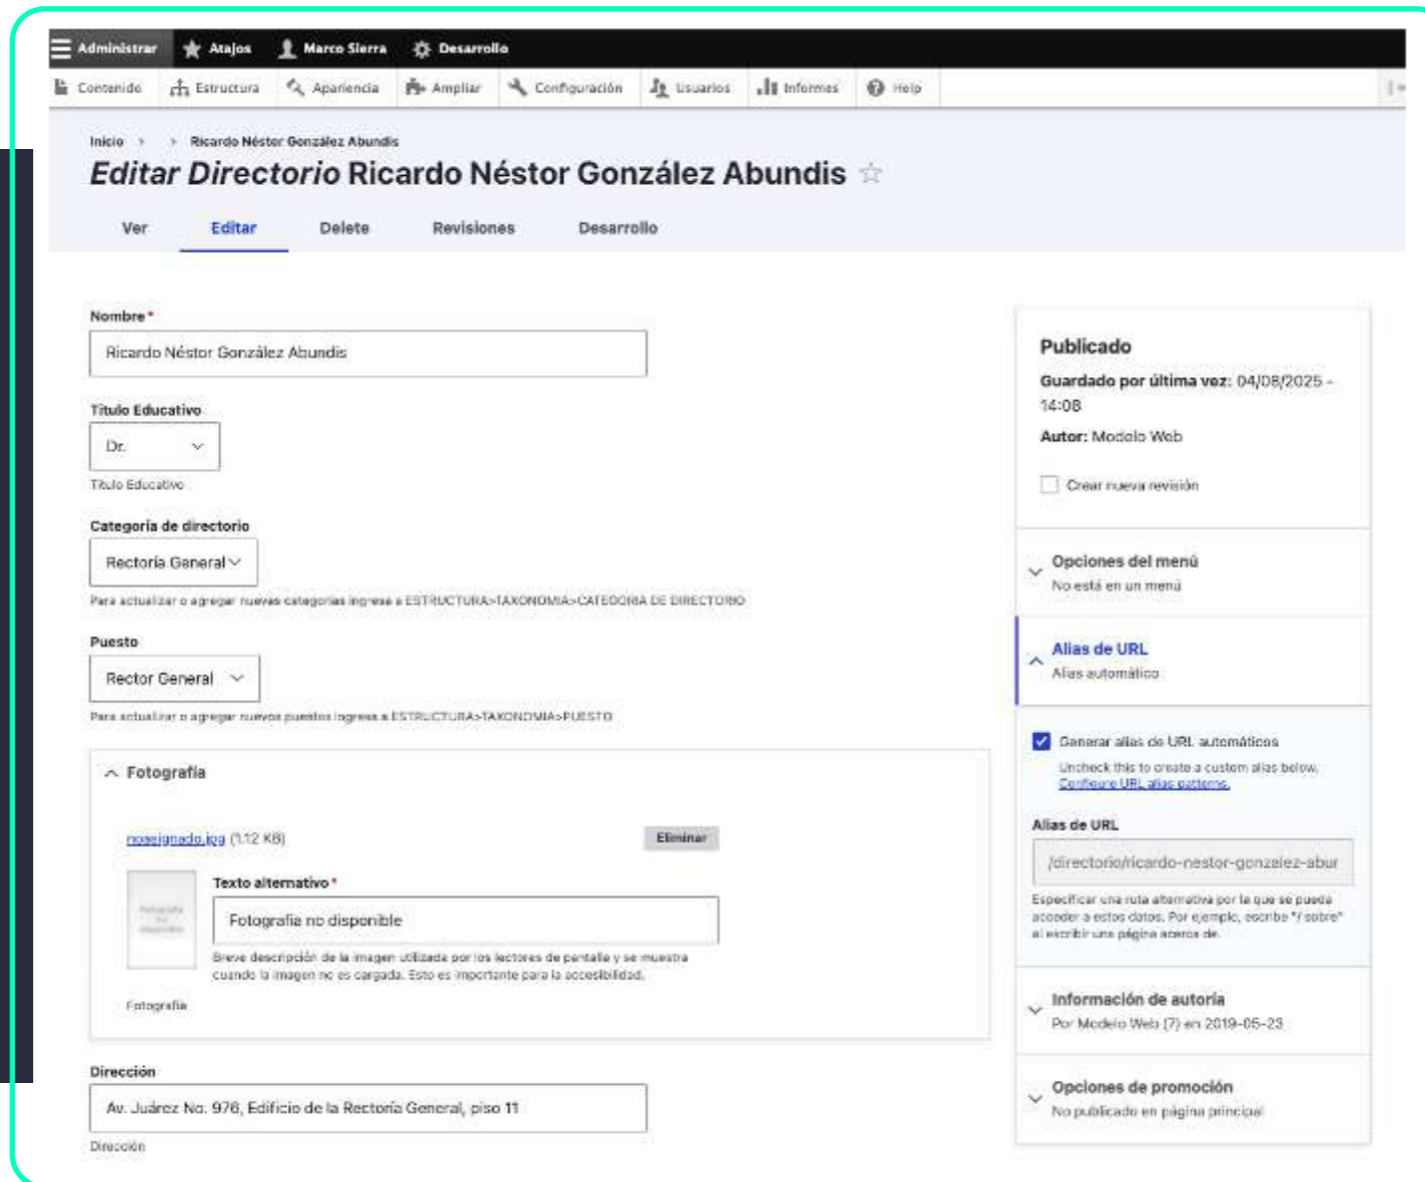 Administrar Atajos Marco Sierra Desarrollo
Contenido Estructura Apariencia Ampliar Configuración Usuarios Informes Help
Inicio > > Ricardo Néstor González Abundis
Editar Directorio Ricardo Néstor González Abundis
Ver Editar Delete Revisiones Desarrollo
Nombre*
Ricardo Néstor González Abundis
Título Educativo
Dr.
Título Educativo
Categoría de directorio
Rectoría General
Para actualizar o agregar nuevas categorías ingresa a ESTRUCTURA>TAXONOMIA>CATEGORIA DE DIRECTORIO
Puesto
Rector General
Para actualizar o agregar nuevos puestos ingresa a ESTRUCTURA>TAXONOMIA>PUESTO
Fotografía
noasignado.jpg (1.12 KB)
Eliminar
Fotografía no disponible
Texto alternativo*
Fotografía no disponible
Breve descripción de la imagen utilizada por los lectores de pantalla y se muestra
cuando la imagen no es cargada. Esto es importante para la accesibilidad.
Fotografía
Dirección
Av. Juárez No. 976, Edificio de la Rectoría General, piso 11
Dirección
Publicado
Guardado por última vez: 04/08/2025 -
14:08
Autor: Modelo Web
Crear nueva revisión
Opciones del menú
No está en un menú
Alias de URL
Alias automático
Generar alias de URL automáticos
Uncheck this to create a custom alias below.
Configure URL alias patterns.
Alias de URL
/directorio/ricardo-nestor-gonzalez-abur
Especificar una ruta alternativa por la que se pueda
acceder a estos datos. Por ejemplo, escribe "/sobre"
al escribir una página acerca de.
Información de autoría
Por Modelo Web (7) en 2019-05-23
Opciones de promoción
No publicado en página principal